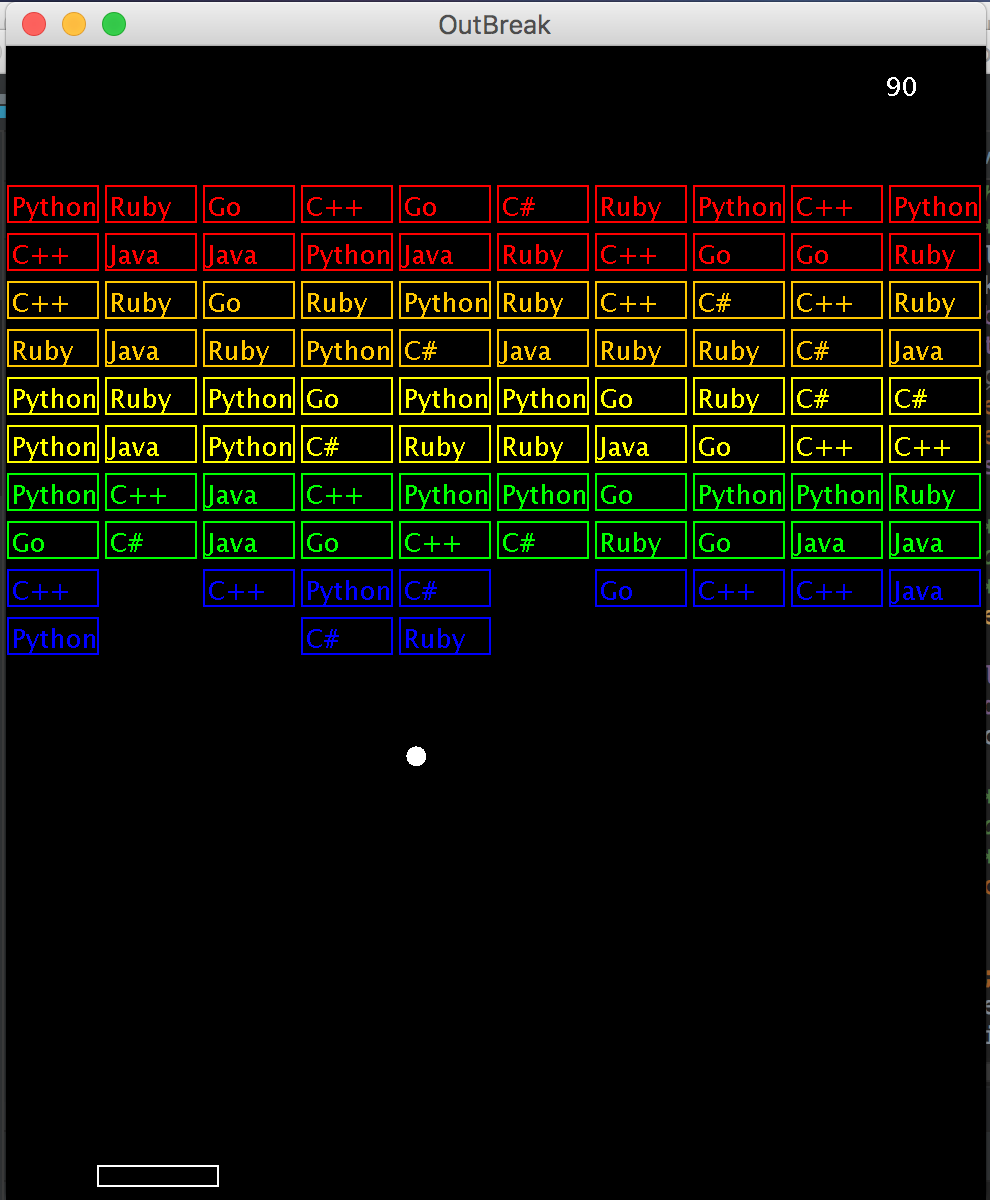 OutBreak
90
Python Ruby Go C++ Go C# Ruby Python C++ Python
C++ Java Java Python Java Ruby C++ Go Go Ruby
C++ Ruby Go Ruby Python Ruby C++ C# C++ Ruby
Ruby Java Ruby Python C# Java Ruby Ruby C# Java
Python Ruby Python Go Python Python Go Ruby C# C#
Python Java Python C# Ruby Ruby Java Go C++ C++
Python C++ Java C++ Python Python Go Python Python Ruby
Go C# Java Go C++ C# Ruby Go Java Java
C++ C++ Python C# Go C++ C++ Java
Python C# Ruby